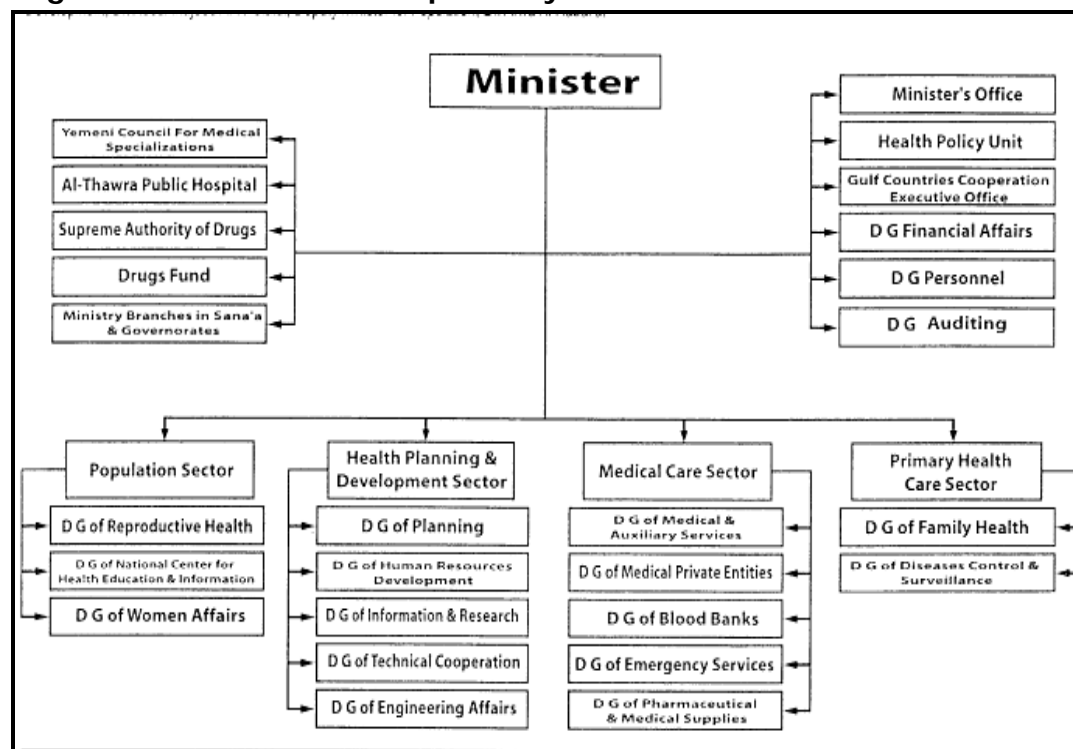 Minister
Yemeni Council For Medical
Specializations
Al-Thawra Public Hospital
Supreme Authority of Drugs
Drugs Fund
Ministry Branches in Sana'a
& Governorates
Minister's Office
Health Policy Unit
Gulf Countries Cooperation
Executive Office
D G Financial Affairs
D G Personnel
D G Auditing
Population Sector
D G of Reproductive Health
D G of National Center for
Health Education & Information
D G of Women Affairs
Health Planning &
Development Sector
D G of Planning
D G of Human Resources
Development
D G of Information & Research
D G of Technical Cooperation
D G of Engineering Affairs
Medical Care Sector
D G of Medical &
Auxiliary Services
D G of Medical Private Entities
D G of Blood Banks
D G of Emergency Services
D G of Pharmaceutical
& Medical Supplies
Primary Health
Care Sector
D G of Family Health
D G of Diseases Control &
Surveillance